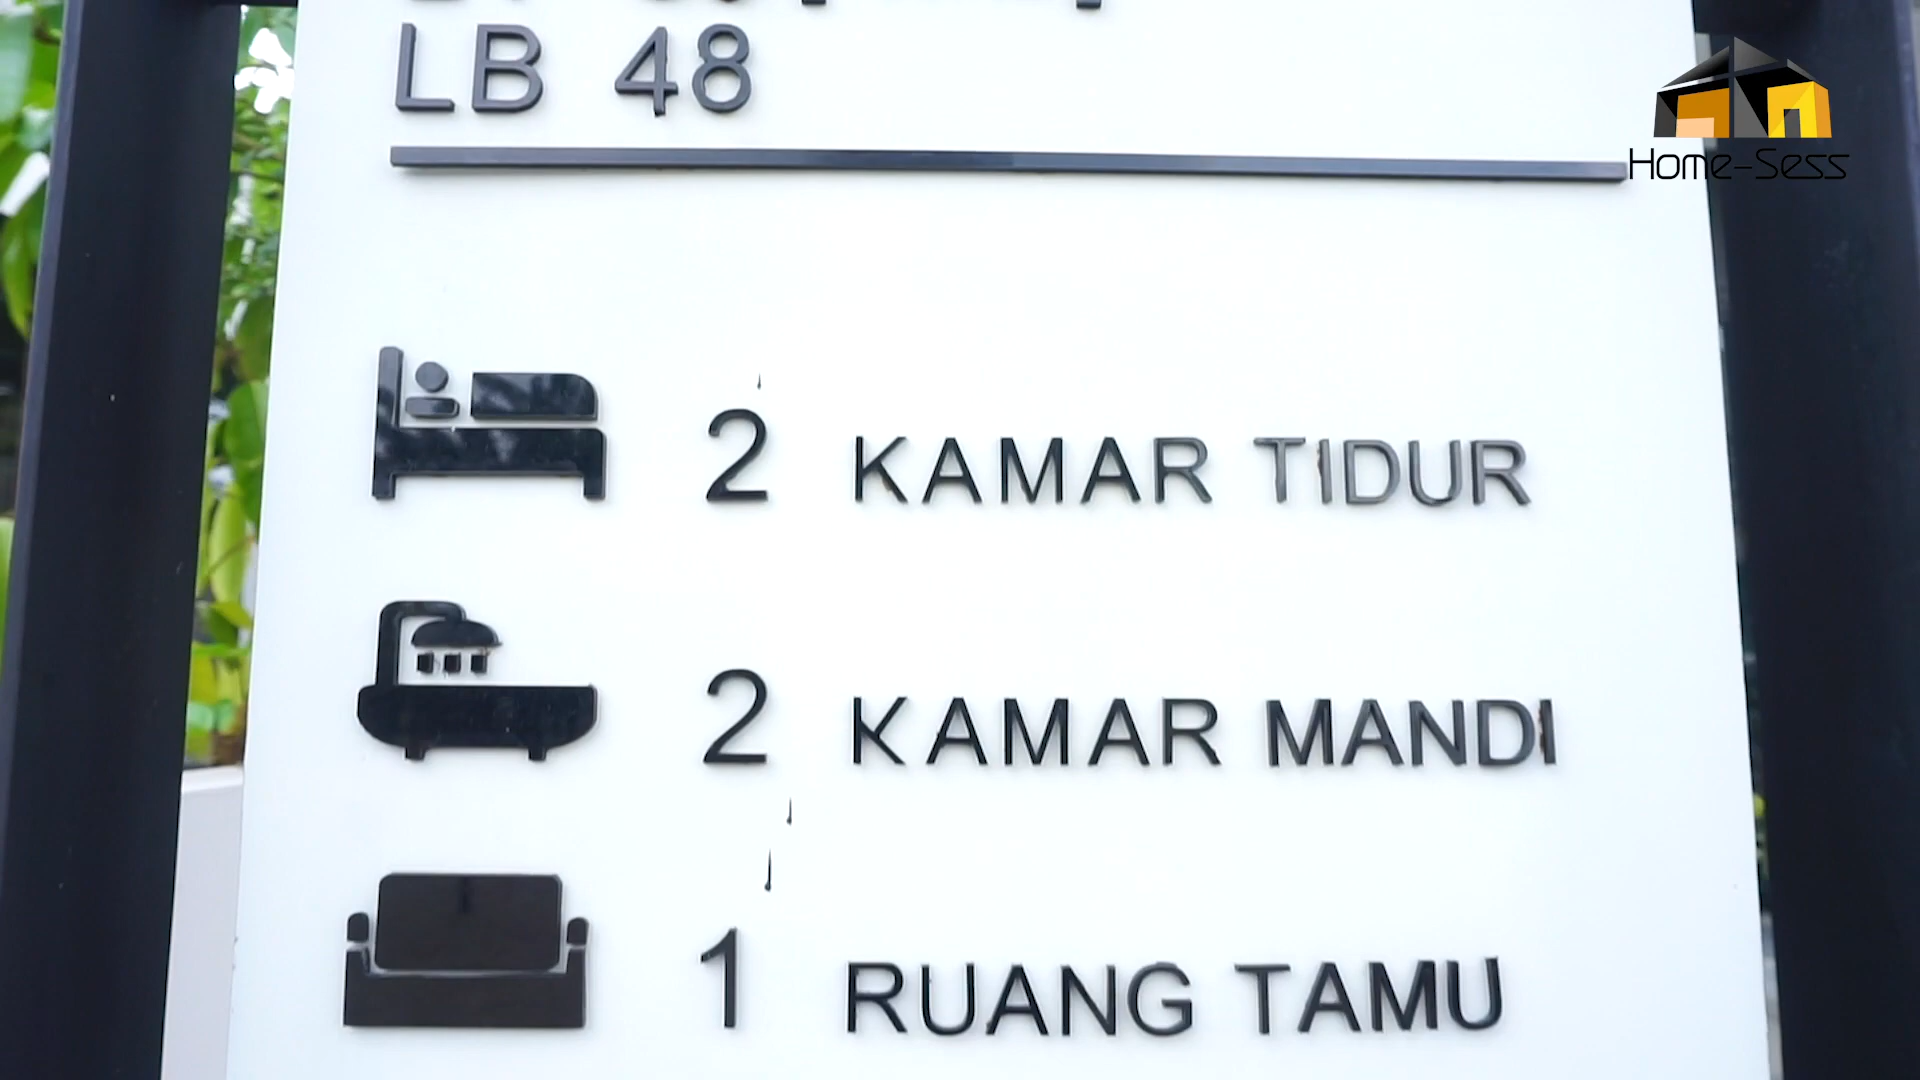 LB 48
Home-Sess
2 KAMAR TIDUR
2 KAMAR MANDI
1 RUANG TAMU